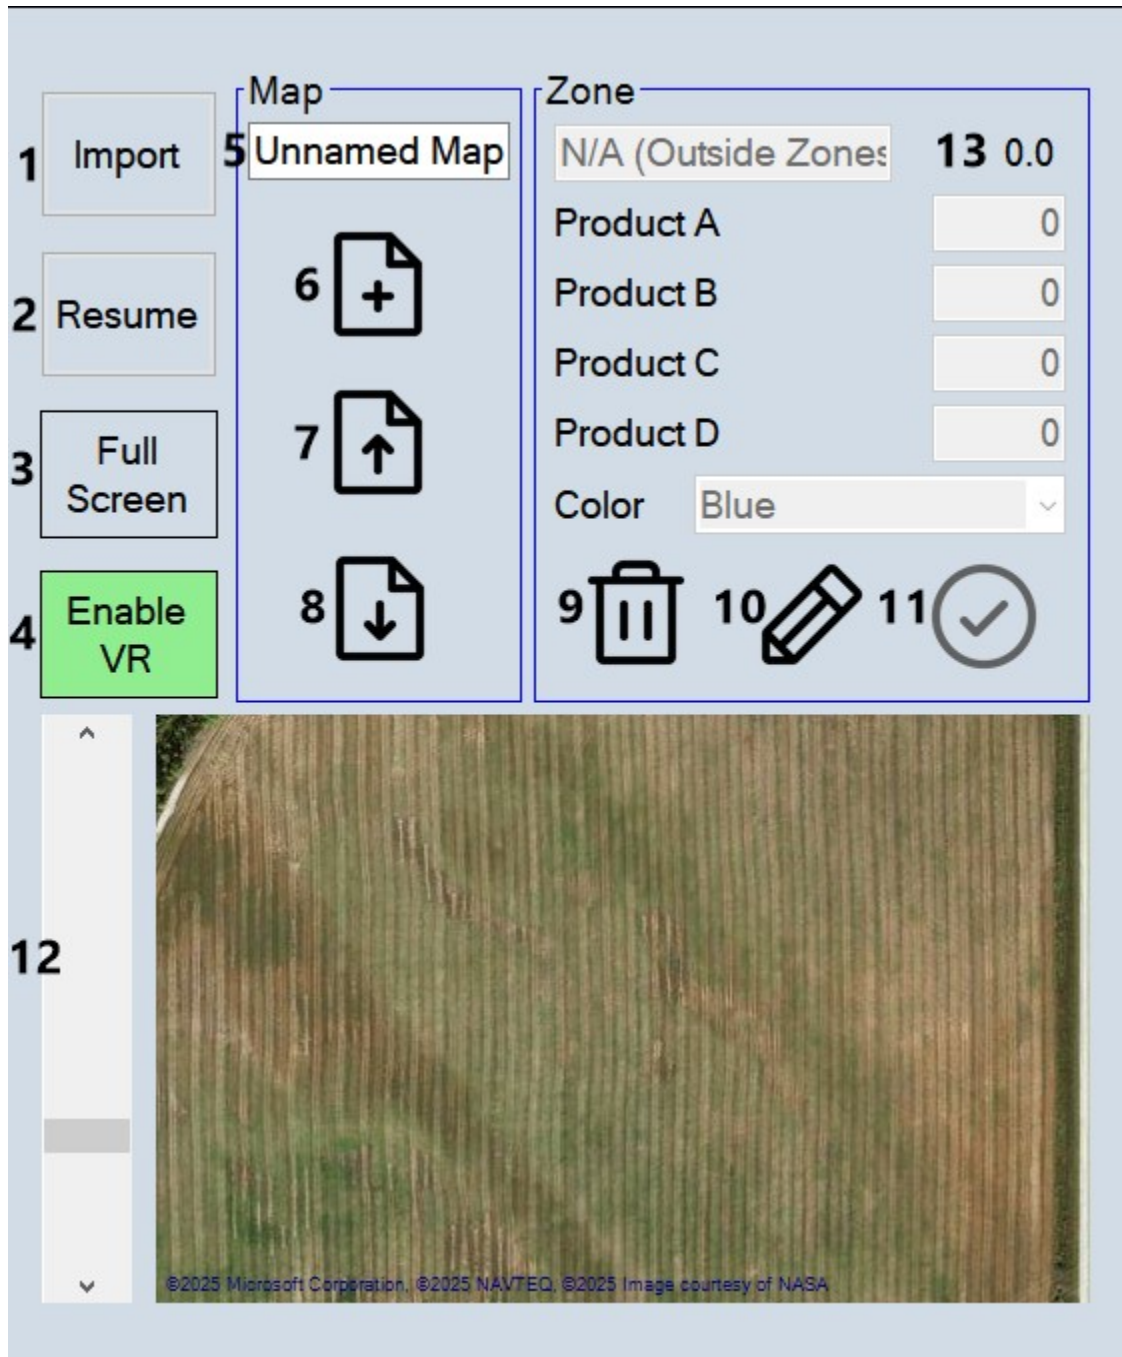 Map
Zone
1 Import
5 Unnamed Map
N/A (Outside Zones
13 0.0
Product A 0
6
2 Resume
Product B 0
Product C 0
7
3 Full
Screen
Product D 0
Color Blue
4 Enable
VR
8
9
10
11
12
©2025 Microsoft Corporation, ©2025 NAVTEQ, ©2025 Image courtesy of NASA